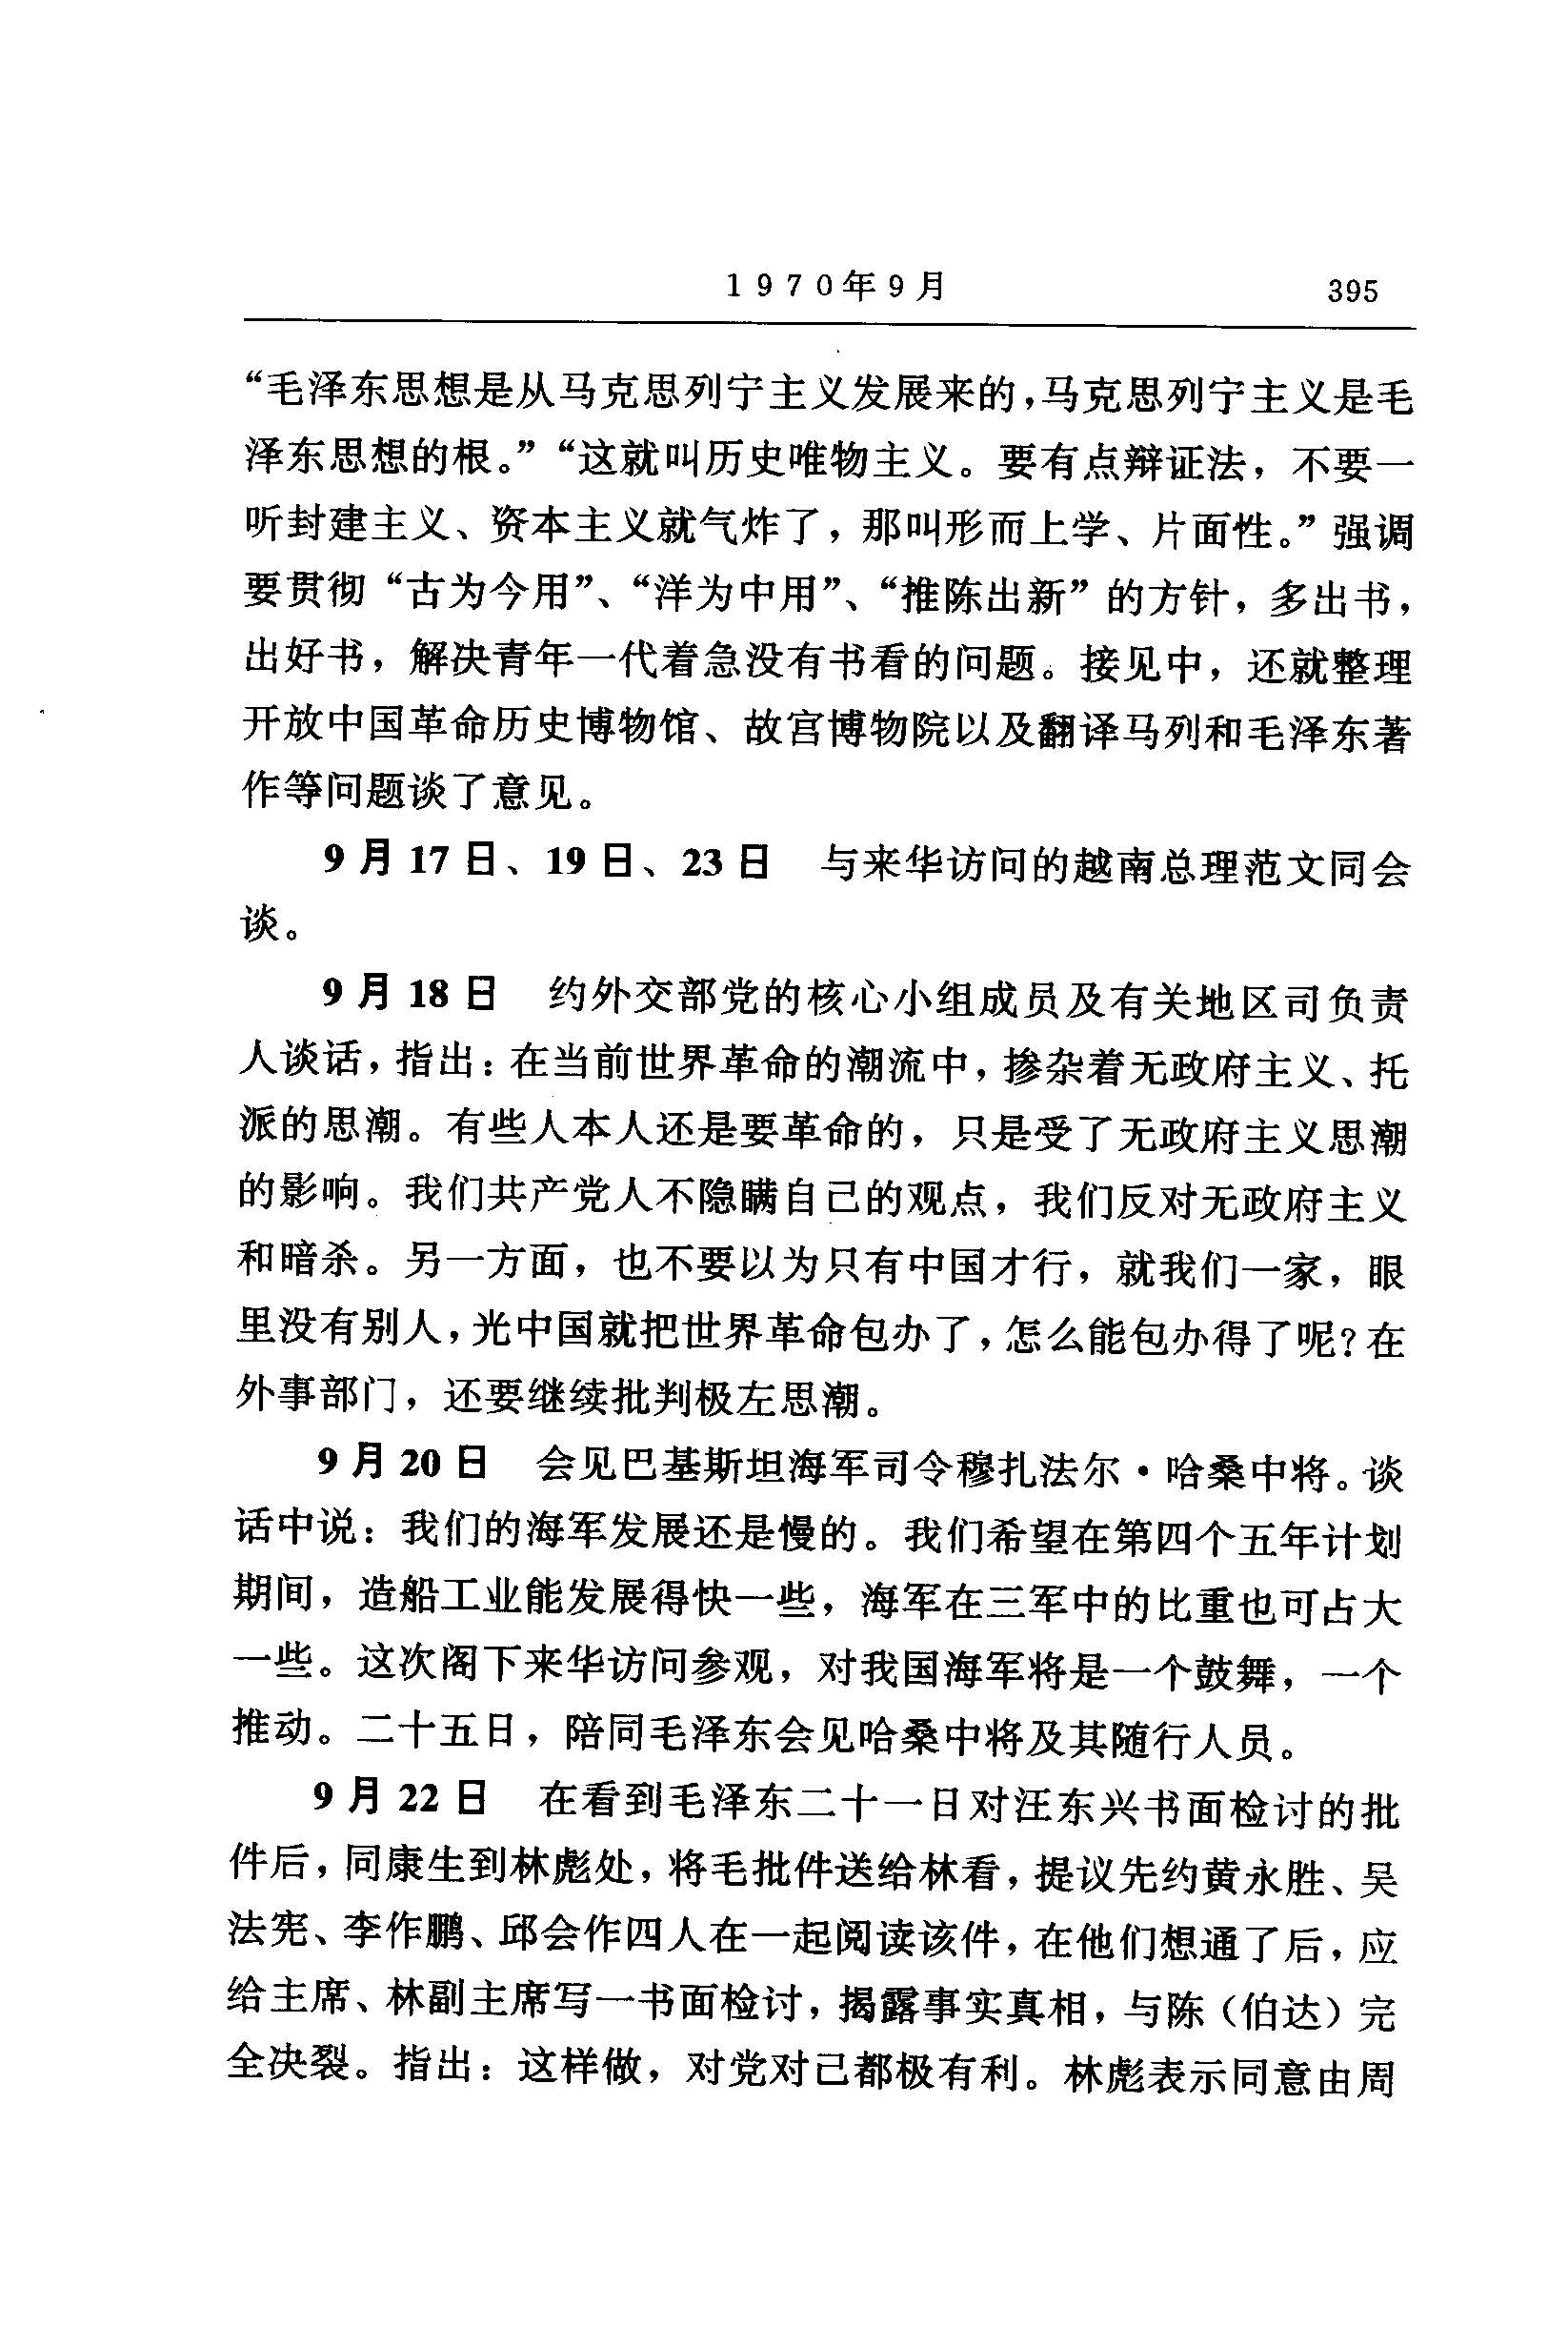 1970年9月 395
“毛泽东思想是从马克思列宁主义发展来的，马克思列宁主义是毛
泽东思想的根。”“这就叫历史唯物主义。要有点辩证法，不要一
听封建主义、资本主义就气炸了，那叫形而上学、片面性。”强调
要贯彻“古为今用”、“洋为中用”、“推陈出新”的方针，多出书，
出好书，解决青年一代着急没有书看的问题。接见中，还就整理
开放中国革命历史博物馆、故宫博物院以及翻译马列和毛泽东著
作等问题谈了意见。
9月17日、19日、23日 与来华访问的越南总理范文同会
谈。
9月18日 约外交部党的核心小组成员及有关地区司负责
人谈话，指出：在当前世界革命的潮流中，掺杂着无政府主义、托
派的思潮。有些人本人还是要革命的，只是受了无政府主义思潮
的影响。我们共产党人不隐瞒自己的观点，我们反对无政府主义
和暗杀。另一方面，也不要以为只有中国才行，就我们一家，眼
里没有别人，光中国就把世界革命包办了，怎么能包办得了呢？在
外事部门，还要继续批判极左思潮。
9月20日 会见巴基斯坦海军司令穆扎法尔·哈桑中将。谈
话中说：我们的海军发展还是慢的。我们希望在第四个五年计划
期间，造船工业能发展得快一些，海军在三军中的比重也可占大
一些。这次阁下来华访问参观，对我国海军将是一个鼓舞，一个
推动。二十五日，陪同毛泽东会见哈桑中将及其随行人员。
9月22日 在看到毛泽东二十一日对汪东兴书面检讨的批
件后，同康生到林彪处，将毛批件送给林看，提议先约黄永胜、吴
法宪、李作鹏、邱会作四人在一起阅读该件，在他们想通了后，应
给主席、林副主席写一书面检讨，揭露事实真相，与陈（伯达）完
全决裂。指出：这样做，对党对己都极有利。林彪表示同意由周